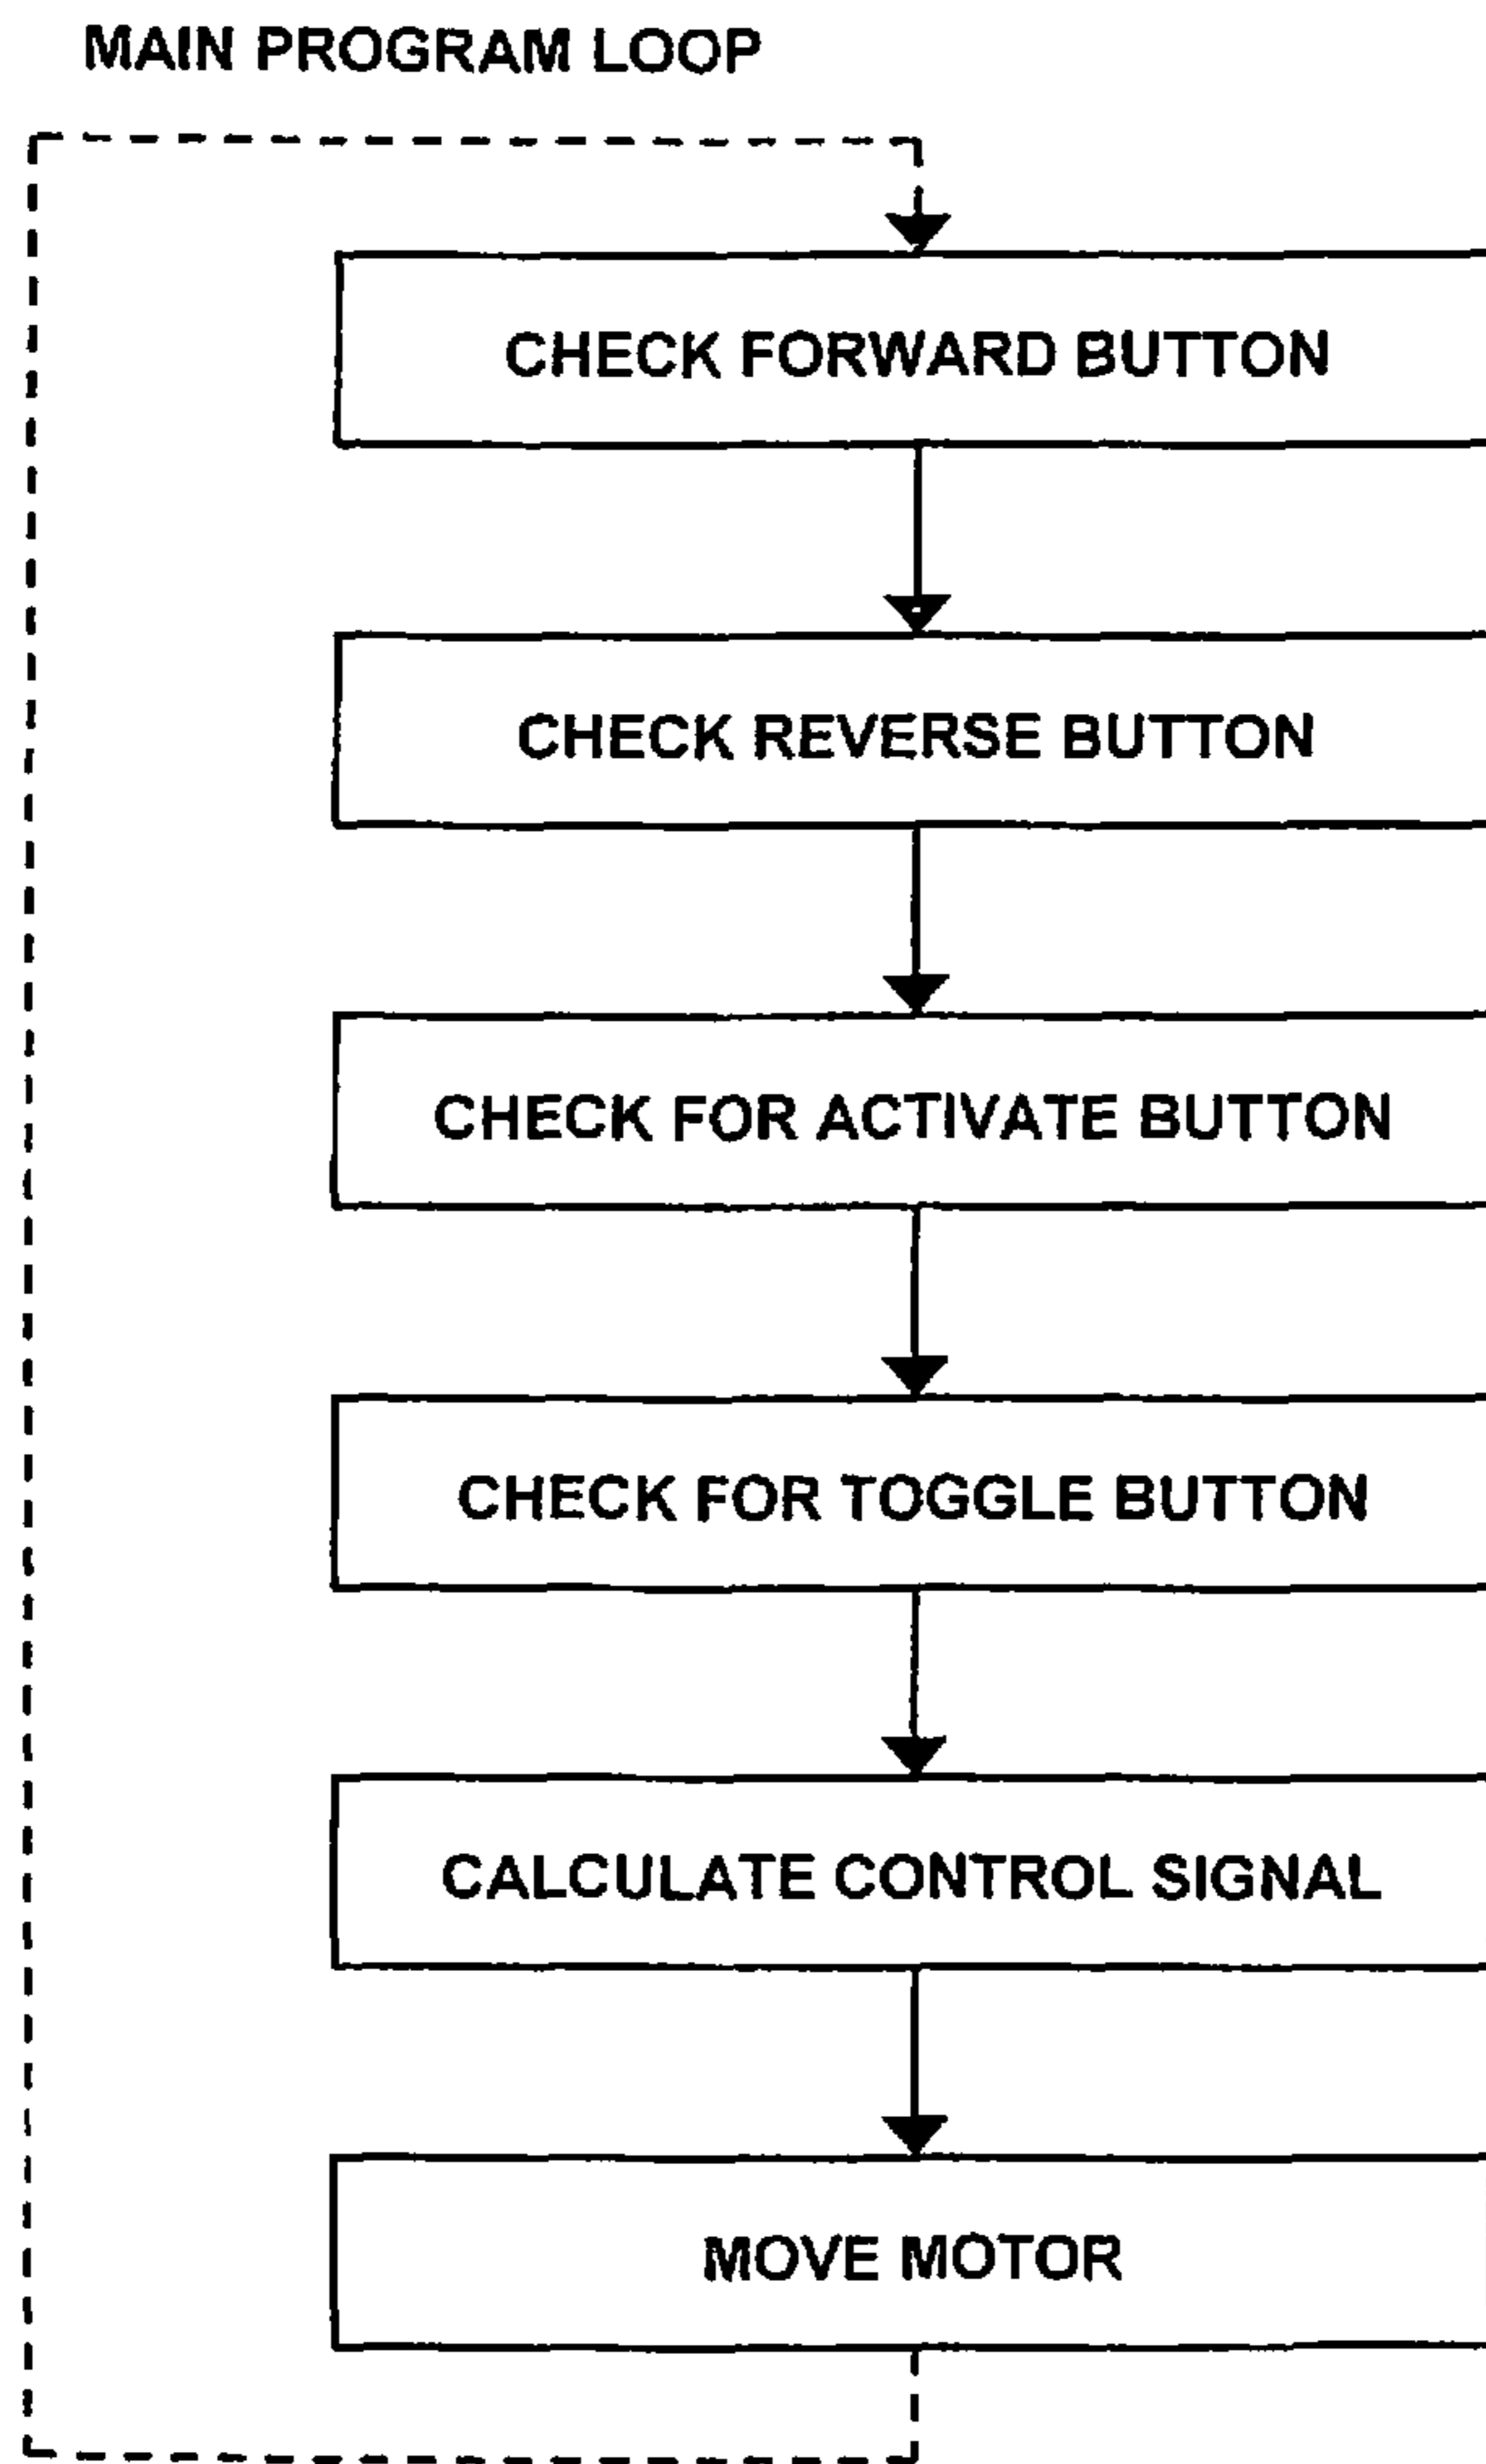 MAIN PROGRAM LOOP
CHECK FORWARD BUTTON
CHECK REVERSE BUTTON
CHECK FOR ACTIVATE BUTTON
CHECK FOR TOGGLE BUTTON
CALCULATE CONTROL SIGNAL
MOVE MOTOR